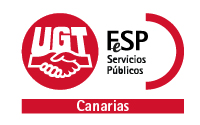 UGT
FeSP
Servicios
Públicos
Canarias